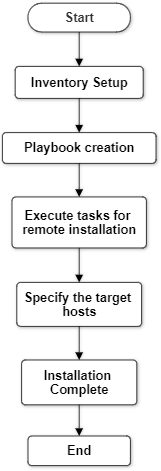 Start
Inventory Setup
Playbook creation
Execute tasks for
remote installation
Specify the target
hosts
Installation
Complete
End